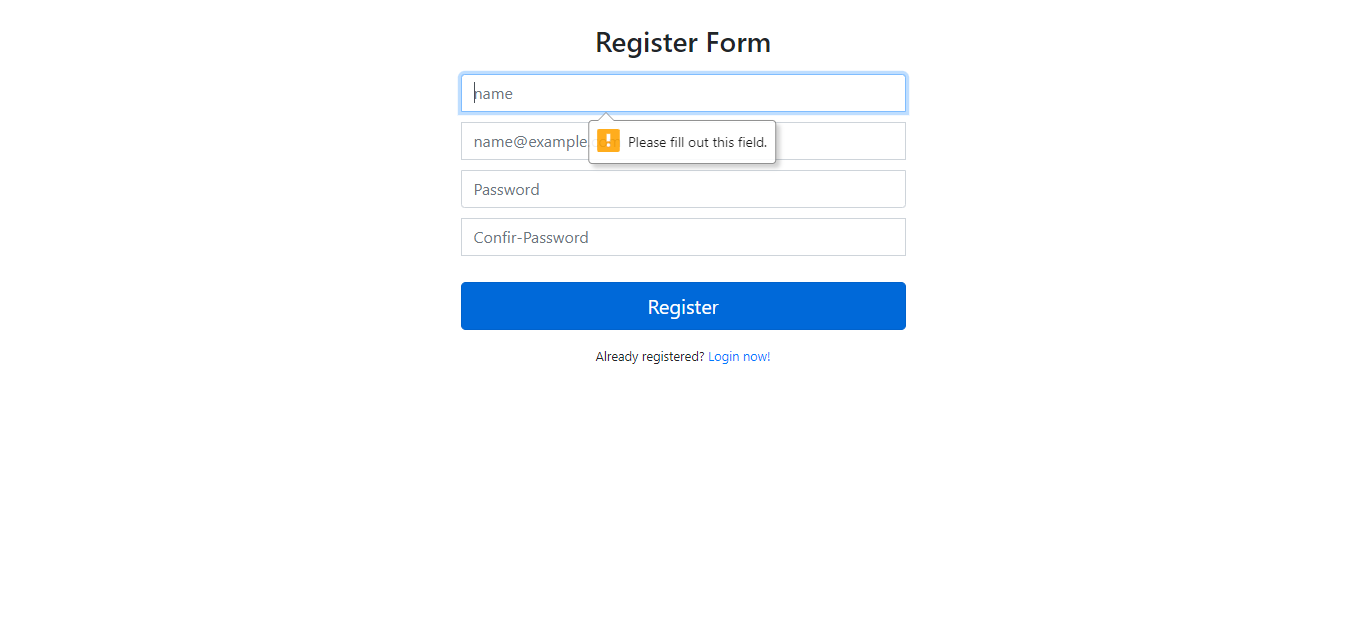 Register Form
name
name@example.
Please fill out this field.
Password
Confir-Password
Register
Already registered? Login now!